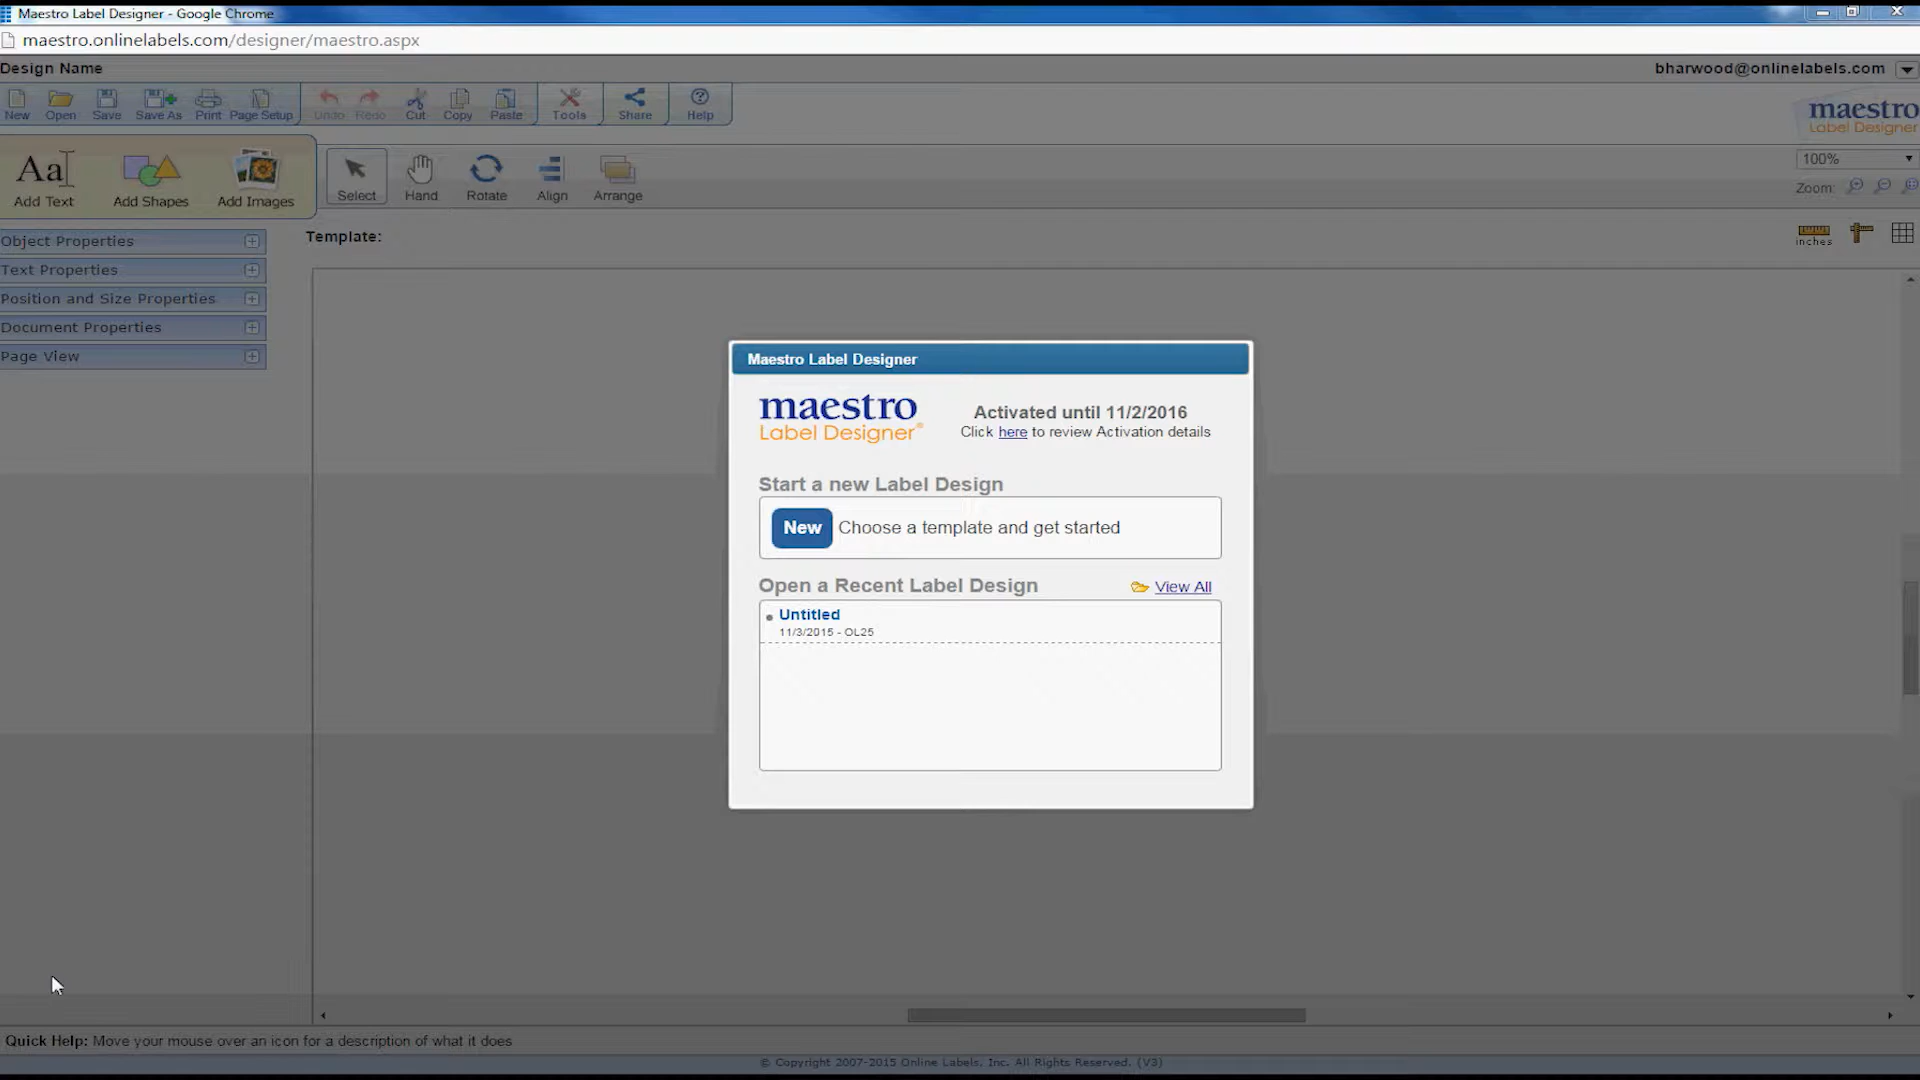 Maestro Label Designer - Google Chrome
maestro.onlinelabels.com/designer/maestro.aspx
Design Name
bharwood@onlinelabels.com
New Open Save Save As Print Page Setup Undo Redo Cut Copy Paste Tools Share Help
maestro
Label Designer
Aa
Add Text Add Shapes Add Images
Select Hand Rotate Align Arrange
100%
Zoom:
Object Properties
Text Properties
Position and Size Properties
Document Properties
Page View
Template:
inches
Maestro Label Designer
maestro
Label Designer®
Activated until 11/2/2016
Click here to review Activation details
Start a new Label Design
New Choose a template and get started
Open a Recent Label Design View All
Untitled
11/3/2015 - OL25
Quick Help: Move your mouse over an icon for a description of what it does
© Copyright 2007-2015 Online Labels, Inc. All Rights Reserved. (V3)